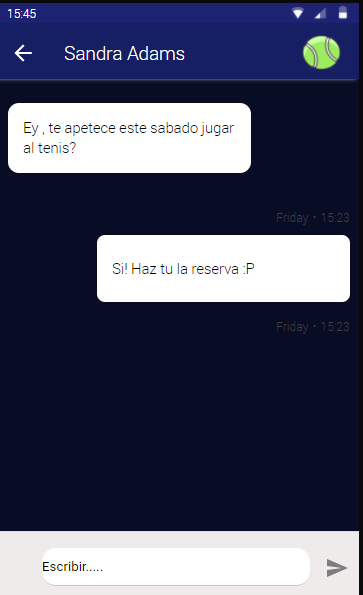 15:45
Sandra Adams
Ey , te apetece este sabado jugar
al tenis?
Friday • 15:23
Si! Haz tu la reserva :P
Friday • 15:23
Escribir.....